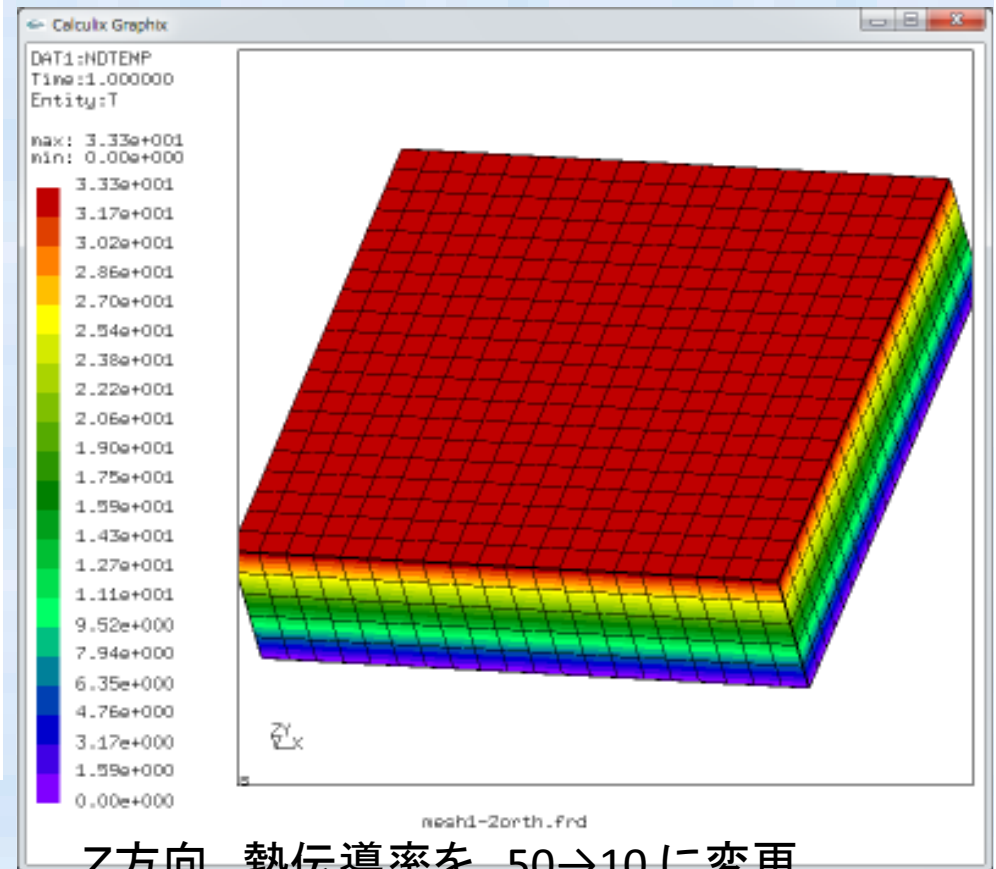 Calculix Graphix
DAT1:NDTEMP
Time:1.000000
Entity:T
max: 3.33e+001
min: 0.00e+000
3.33e+001
3.17e+001
3.02e+001
2.86e+001
2.70e+001
2.54e+001
2.38e+001
2.22e+001
2.06e+001
1.90e+001
1.75e+001
1.59e+001
1.43e+001
1.27e+001
1.11e+001
9.52e+000
7.94e+000
6.35e+000
4.76e+000
3.17e+000
1.59e+000
0.00e+000
ZY
X
mesh1-2orth.frd
Z方向 熱伝導率を 50→10 に変更